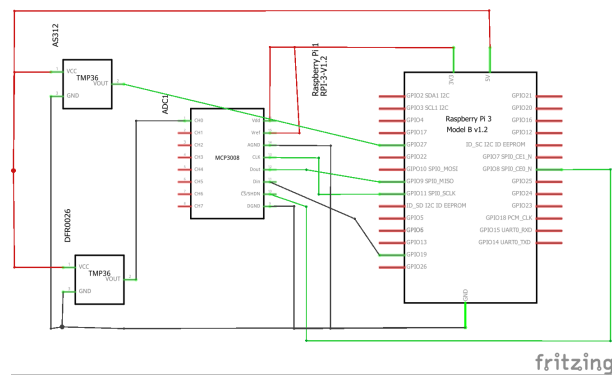 AS312
VCC
TMP36
VOUT
GND
ADC1
CH0
CH1
CH2
CH3
CH4
CH5
CH6
CH7
MCP3008
Vref
AGND
CLK
Dout
Din
CS/SHDN
DGND
Raspberry Pi 1
RPI-3-V1.2
3V3
5V
GPIO2 SDA1 I2C
GPIO3 SCL1 I2C
GPIO4
GPIO17
GPIO27
GPIO22
GPIO10 SPI0_MOSI
GPIO9 SPI0_MISO
GPIO11 SPI0_SCLK
ID_SD I2C ID EEPROM
GPIO5
GPIO6
GPIO13
GPIO19
GPIO26
Raspberry Pi 3
Model B v1.2
GPIO21
GPIO20
GPIO16
GPIO12
ID_SC I2C ID EEPROM
GPIO7 SPI0_CE1_N
GPIO8 SPI0_CE0_N
GPIO25
GPIO24
GPIO23
GPIO18 PCM_CLK
GPIO15 UART0_RXD
GPIO14 UART0_TXD
GND
DFR0026
VCC
TMP36
VOUT
GND
fritzing